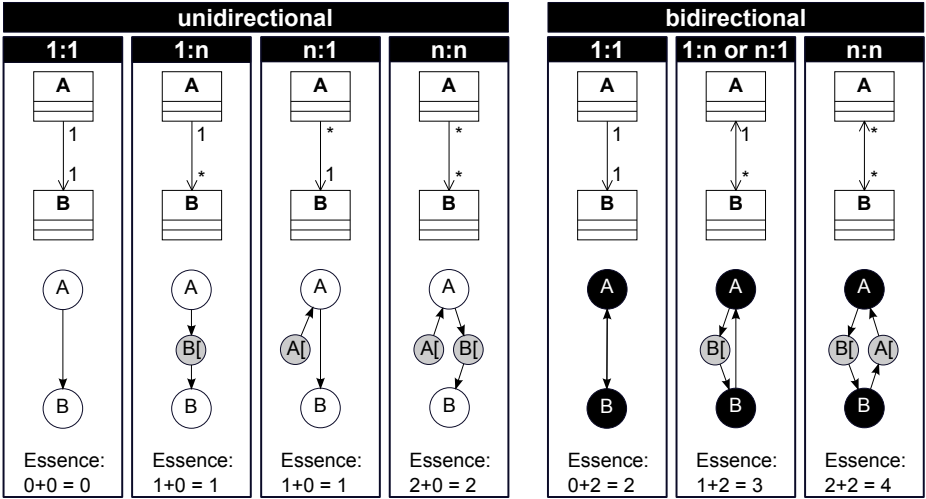 unidirectional
bidirectional
1:1
1:n
n:1
n:n
1:1
1:n or n:1
n:n
A
A
A
A
A
A
A
1
1
*
*
1
1
*
1
*
1
*
1
*
*
B
B
B
B
B
B
B
A
A
A
A
A
A
A
B[
A[
A[
B[
B[
B[
A[
B
B
B
B
B
B
B
Essence:
0+0 = 0
Essence:
1+0 = 1
Essence:
1+0 = 1
Essence:
2+0 = 2
Essence:
0+2 = 2
Essence:
1+2 = 3
Essence:
2+2 = 4